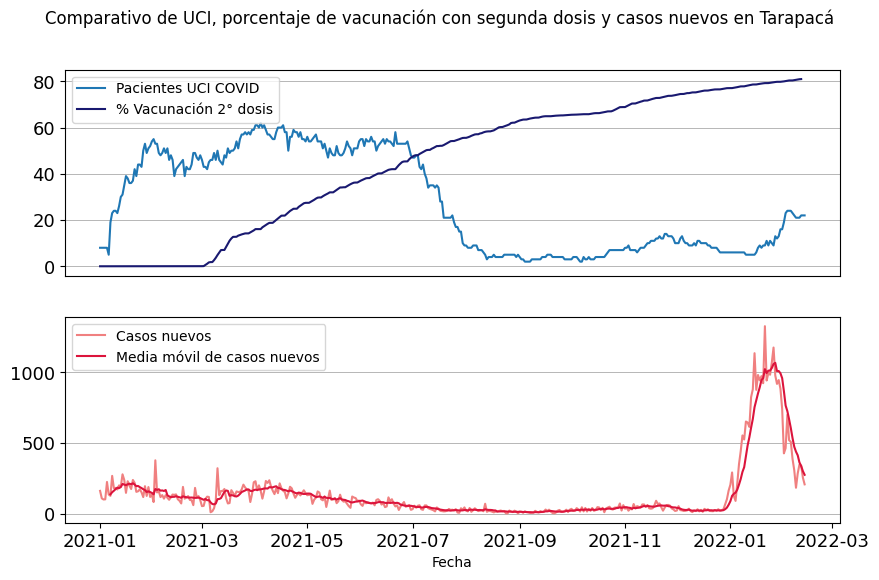 Comparativo de UCI, porcentaje de vacunación con segunda dosis y casos nuevos en Tarapacá
80
60
40
20
0
Pacientes UCI COVID
% Vacunación 2° dosis
1000
500
0
Casos nuevos
Media móvil de casos nuevos
2021-01 2021-03 2021-05 2021-07 2021-09 2021-11 2022-01 2022-03
Fecha